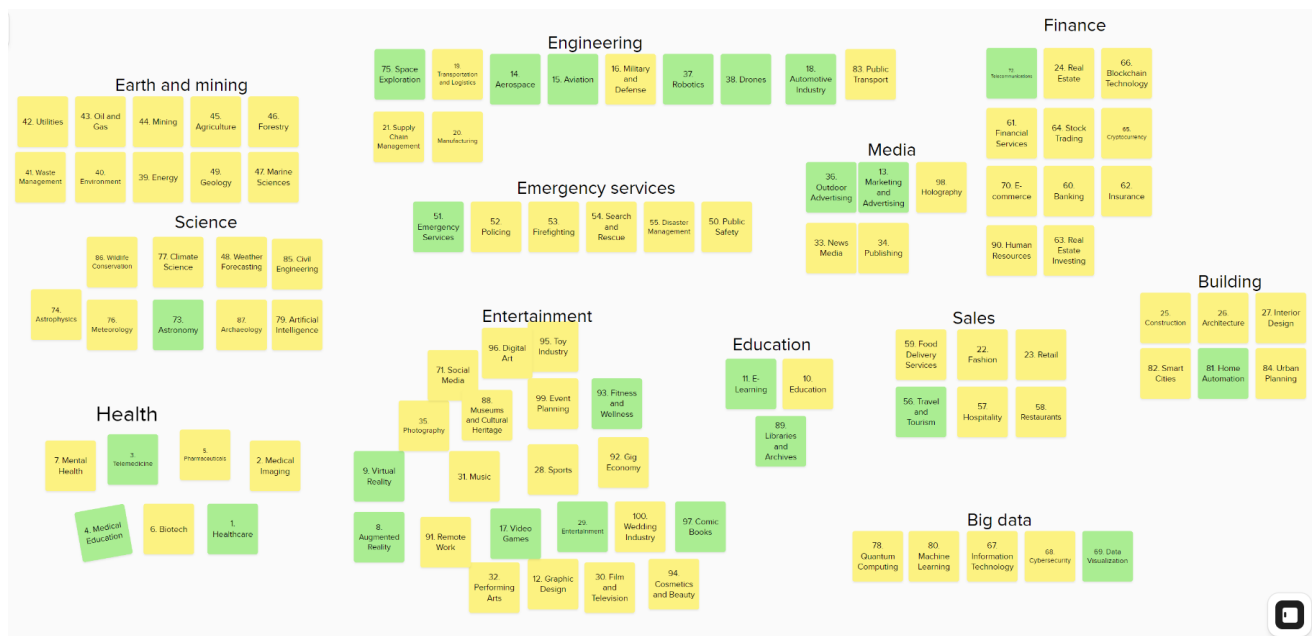 Earth and mining
42. Utilities
43. Oil and
Gas
44. Mining
45.
Agriculture
46.
Forestry
41. Waste
Management
40.
Environment
39. Energy
49.
Geology
47. Marine
Sciences
Science
86. Wildlife
Conservation
77. Climate
Science
48. Weather
Forecasting
85. Civil
Engineering
74.
Astrophysics
76.
Meteorology
73.
Astronomy
87.
Archaeology
79. Artificial
Intelligence
Health
7. Mental
Health
3.
Telemedicine
5.
Pharmaceuticals
2. Medical
Imaging
4. Medical
Education
6. Biotech
1.
Healthcare
Engineering
75. Space
Exploration
19.
Transportation
and Logistics
14.
Aerospace
15. Aviation
16. Military
and
Defense
37.
Robotics
38. Drones
18.
Automotive
Industry
83. Public
Transport
21. Supply
Chain
Management
20.
Manufacturing
Emergency services
51.
Emergency
Services
52.
Policing
53.
Firefighting
54. Search
and
Rescue
55. Disaster
Management
50. Public
Safety
Entertainment
96. Digital
Art
95. Toy
Industry
71. Social
Media
88.
Museums
and Cultural
Heritage
99. Event
Planning
93. Fitness
and
Wellness
35.
Photography
9. Virtual
Reality
31. Music
28. Sports
92. Gig
Economy
8.
Augmented
Reality
91. Remote
Work
17. Video
Games
29.
Entertainment
100.
Wedding
Industry
97. Comic
Books
32.
Performing
Arts
12. Graphic
Design
30. Film
and
Television
94.
Cosmetics
and Beauty
Media
36.
Outdoor
Advertising
13.
Marketing
and
Advertising
98.
Holography
33. News
Media
34.
Publishing
Education
11. E-
Learning
10.
Education
89.
Libraries
and
Archives
Finance
Telecommunications
24. Real
Estate
66.
Blockchain
Technology
61.
Financial
Services
64. Stock
Trading
65.
Cryptocurrency
70. E-
commerce
60.
Banking
62.
Insurance
90. Human
Resources
63. Real
Estate
Investing
Sales
59. Food
Delivery
Services
22.
Fashion
23. Retail
56. Travel
and
Tourism
57.
Hospitality
58.
Restaurants
Building
25.
Construction
26.
Architecture
27. Interior
Design
82. Smart
Cities
81. Home
Automation
84. Urban
Planning
Big data
78.
Quantum
Computing
80.
Machine
Learning
67.
Information
Technology
68.
Cybersecurity
69. Data
Visualization